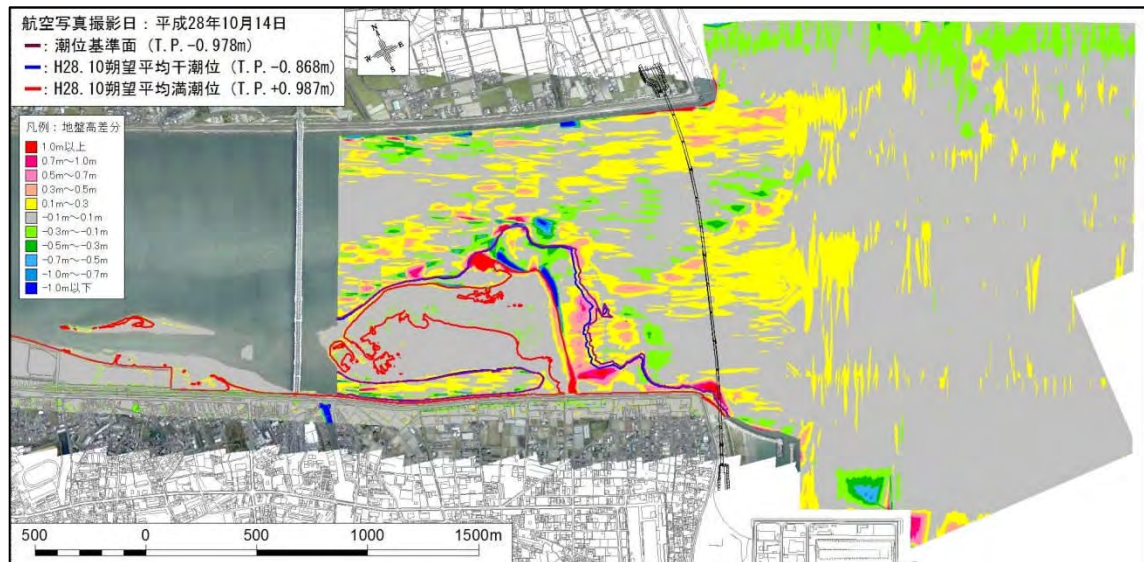 航空写真撮影日：平成28年10月14日
━：潮位基準面（T.P.-0.978m）
━：H28.10朔望平均干潮位（T.P.-0.868m）
━：H28.10朔望平均満潮位（T.P.+0.987m）
N
E
S
W
凡例：地盤高差分
1.0m以上
0.7m～1.0m
0.5m～0.7m
0.3m～0.5m
0.1m～0.3
-0.1m～0.1m
-0.3m～-0.1m
-0.5m～-0.3m
-0.7m～-0.5m
-1.0m～-0.7m
-1.0m以下
500 0 500 1000 1500m